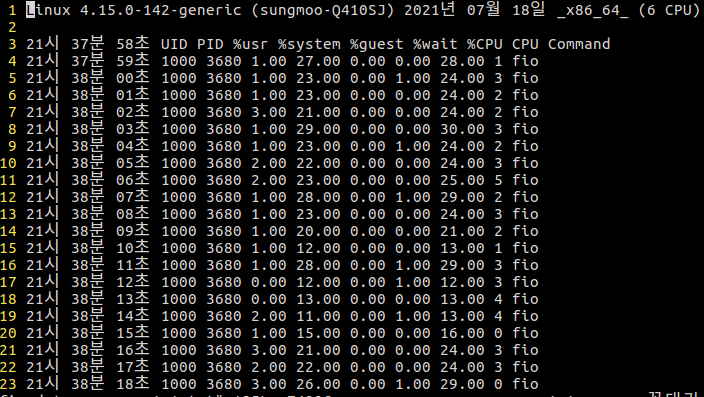 1 Linux 4.15.0-142-generic (sungmoo-Q410SJ) 2021년 07월 18일 _x86_64_ (6 CPU)
2
3 21시 37분 58초 UID PID %usr %system %guest %wait %CPU CPU Command
4 21시 37분 59초 1000 3680 1.00 27.00 0.00 0.00 28.00 1 fio
5 21시 38분 00초 1000 3680 1.00 23.00 0.00 1.00 24.00 3 fio
6 21시 38분 01초 1000 3680 1.00 23.00 0.00 0.00 24.00 2 fio
7 21시 38분 02초 1000 3680 3.00 21.00 0.00 0.00 24.00 2 fio
8 21시 38분 03초 1000 3680 1.00 29.00 0.00 0.00 30.00 3 fio
9 21시 38분 04초 1000 3680 1.00 23.00 0.00 1.00 24.00 2 fio
10 21시 38분 05초 1000 3680 2.00 22.00 0.00 0.00 24.00 3 fio
11 21시 38분 06초 1000 3680 2.00 23.00 0.00 0.00 25.00 5 fio
12 21시 38분 07초 1000 3680 1.00 28.00 0.00 1.00 29.00 2 fio
13 21시 38분 08초 1000 3680 1.00 23.00 0.00 0.00 24.00 3 fio
14 21시 38분 09초 1000 3680 1.00 20.00 0.00 0.00 21.00 2 fio
15 21시 38분 10초 1000 3680 1.00 12.00 0.00 0.00 13.00 1 fio
16 21시 38분 11초 1000 3680 1.00 28.00 0.00 1.00 29.00 3 fio
17 21시 38분 12초 1000 3680 0.00 12.00 0.00 1.00 12.00 3 fio
18 21시 38분 13초 1000 3680 0.00 13.00 0.00 0.00 13.00 4 fio
19 21시 38분 14초 1000 3680 2.00 11.00 0.00 1.00 13.00 4 fio
20 21시 38분 15초 1000 3680 1.00 15.00 0.00 0.00 16.00 0 fio
21 21시 38분 16초 1000 3680 3.00 21.00 0.00 0.00 24.00 3 fio
22 21시 38분 17초 1000 3680 2.00 22.00 0.00 0.00 24.00 3 fio
23 21시 38분 18초 1000 3680 3.00 26.00 0.00 1.00 29.00 0 fio